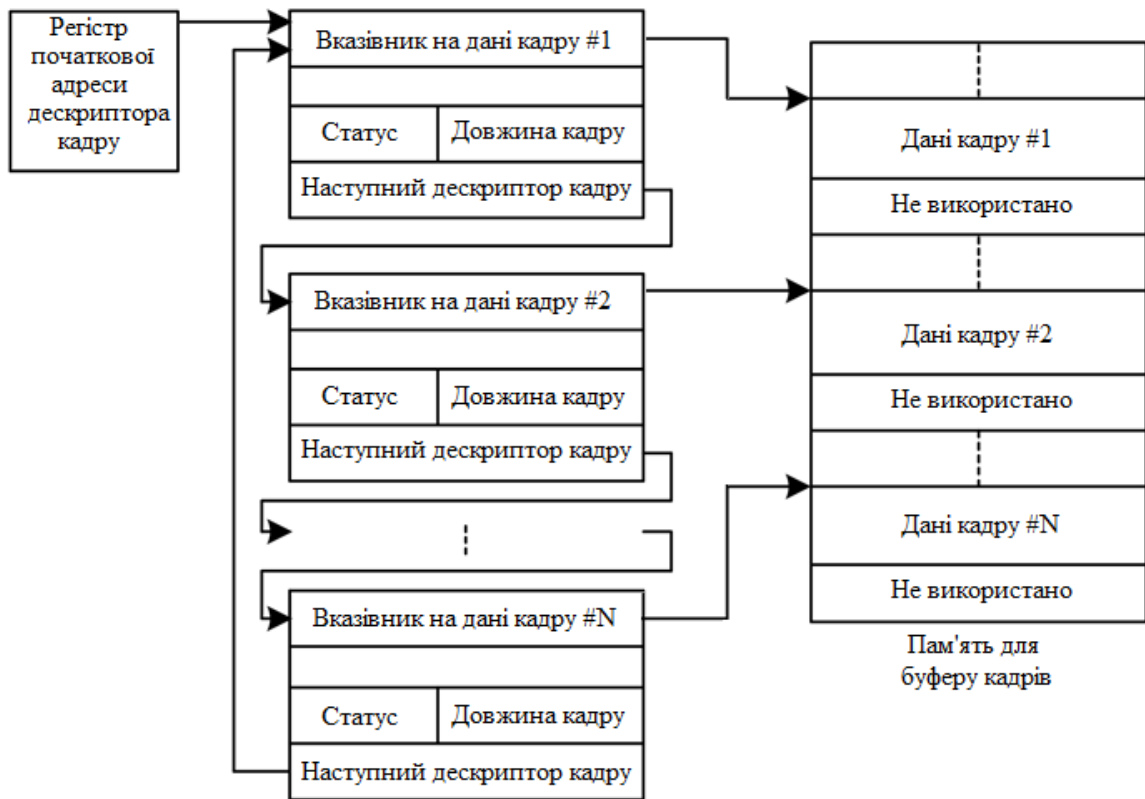 Регістр
початкової
адреси
дескриптора
кадру
Вказівник на дані кадру #1
Статус
Довжина кадру
Наступний дескриптор кадру
Вказівник на дані кадру #2
Статус
Довжина кадру
Наступний дескриптор кадру
Вказівник на дані кадру #N
Статус
Довжина кадру
Наступний дескриптор кадру
Дані кадру #1
Не використано
Дані кадру #2
Не використано
Дані кадру #N
Не використано
Пам'ять для
буферу кадрів